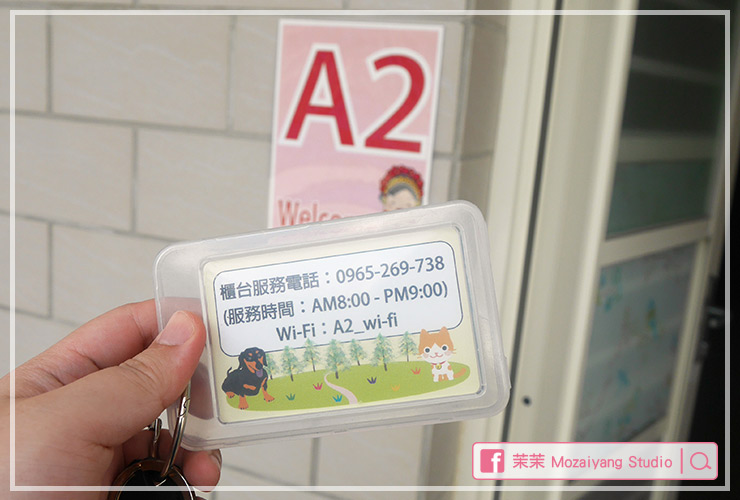 A2
Welco
櫃台服務電話：0965-269-738
(服務時間：AM8:00 - PM9:00)
Wi-Fi：A2_wi-fi
茉茉 Mozaiyang Studio